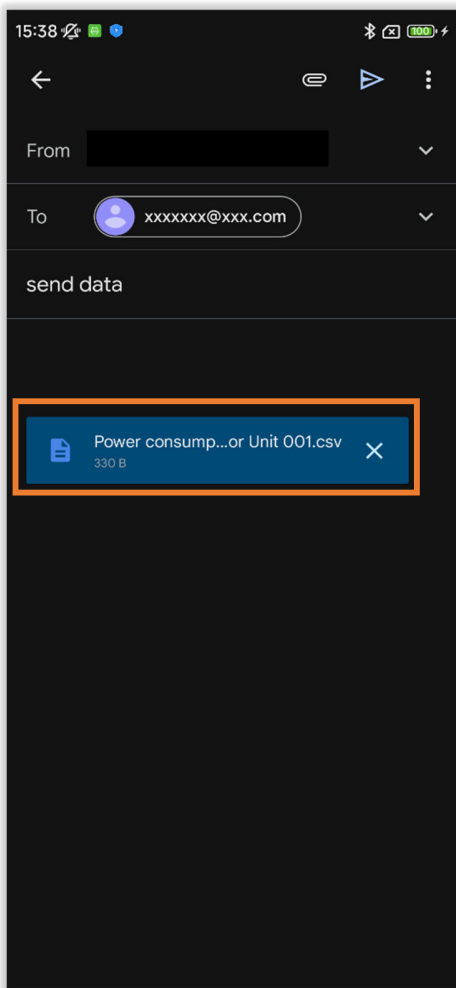 15:38
100
From
To
xxxxxxx@xxx.com
send data
Power consump...or Unit 001.csv
330 B